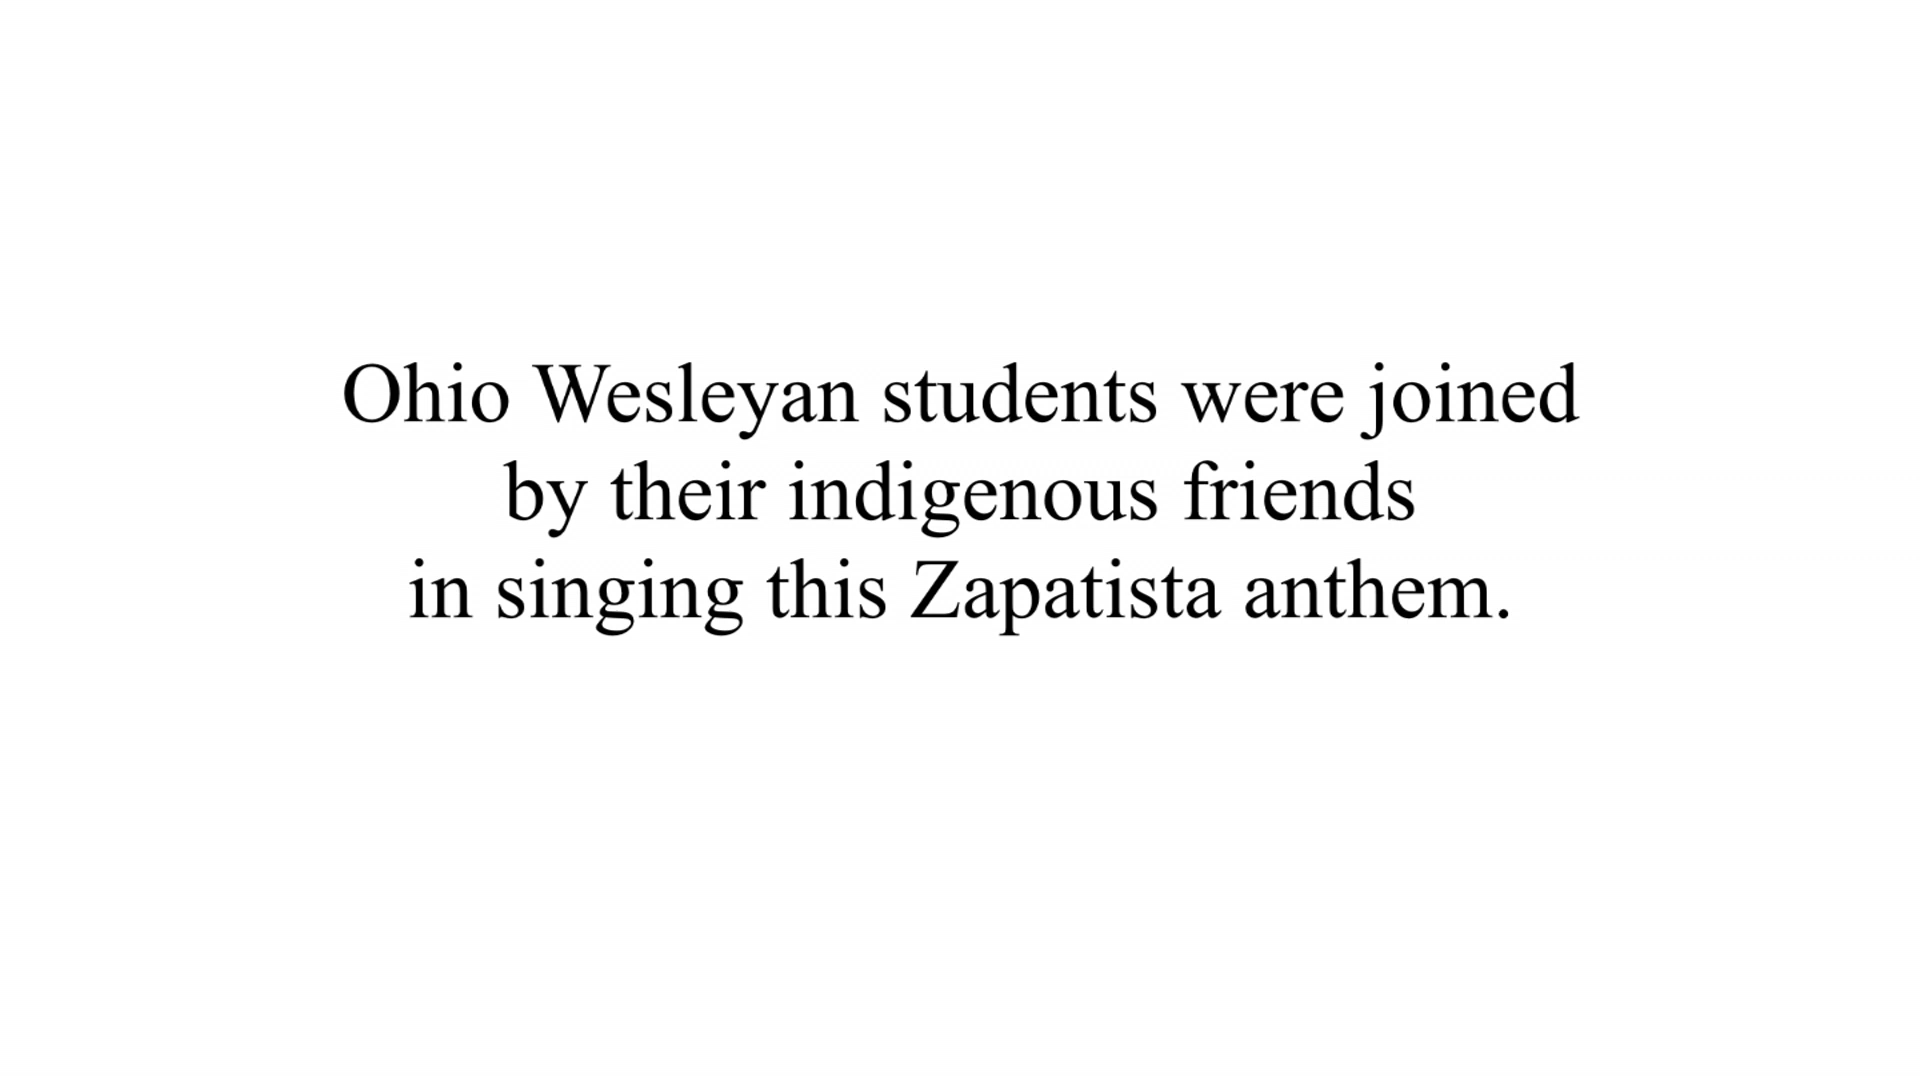 Ohio Wesleyan students were joined
by their indigenous friends
in singing this Zapatista anthem.